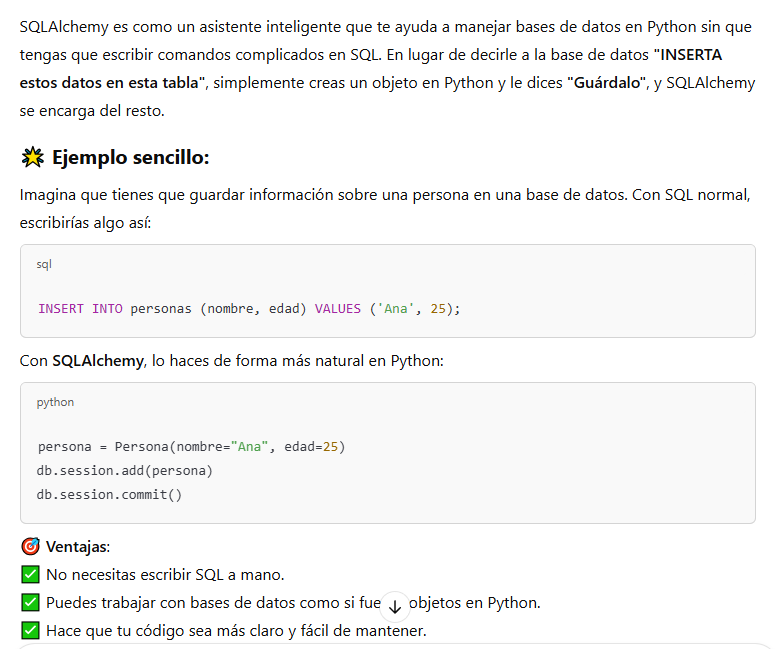 SQLAlchemy es como un asistente inteligente que te ayuda a manejar bases de datos en Python sin que
tengas que escribir comandos complicados en SQL. En lugar de decirle a la base de datos "INSERTA
estos datos en esta tabla", simplemente creas un objeto en Python y le dices "Guárdalo", y SQLAlchemy
se encarga del resto.
Ejemplo sencillo:
Imagina que tienes que guardar información sobre una persona en una base de datos. Con SQL normal,
escribirías algo así:
sql
INSERT INTO personas (nombre, edad) VALUES ('Ana', 25);
Con SQLAlchemy, lo haces de forma más natural en Python:
python
persona = Persona(nombre="Ana", edad=25)
db.session.add(persona)
db.session.commit()
Ventajas:
No necesitas escribir SQL a mano.
Puedes trabajar con bases de datos como si fue objetos en Python.
Hace que tu código sea más claro y fácil de mantener.